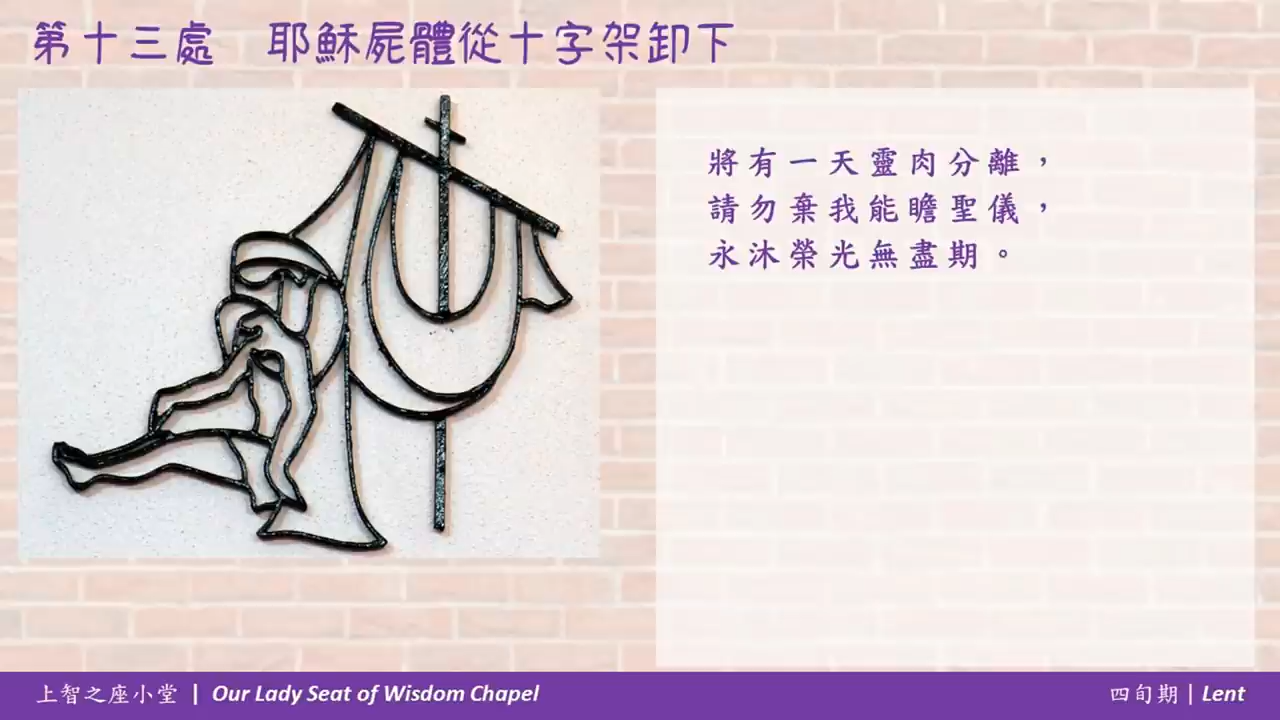 第十三處　耶穌屍體從十字架卸下
將有一天靈肉分離，
請勿棄我能瞻聖儀，
永沐榮光無盡期。
上智之座小堂 | Our Lady Seat of Wisdom Chapel
四旬期 | Lent